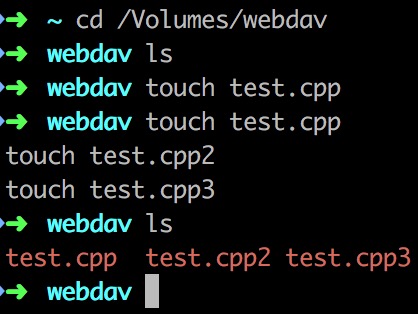 ➜ ~ cd /Volumes/webdav
➜ webdav ls
➜ webdav touch test.cpp
➜ webdav touch test.cpp
touch test.cpp2
touch test.cpp3
➜ webdav ls
test.cpp test.cpp2 test.cpp3
➜ webdav